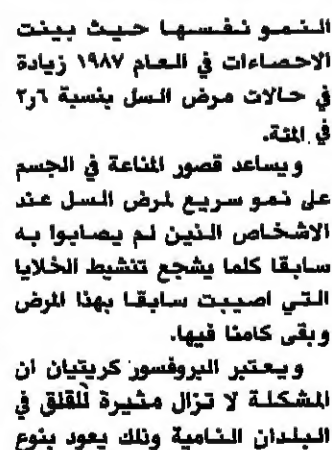 النمو نفسها حيث بينت
الاحصاءات في العام ١٩٨٧ زيادة
في حالات مرض السل بنسبة ٦ر٢
في المئة.
ويساعد قصور المناعة في الجسم
على نمو سريع لمرض السل عند
الاشخاص الذين لم يصابوا به
سابقا كلما يشجع تنشيط الخلايا
التي اصيبت سابقا بهذا المرض
وبقى كامنا فيها.
ويعتبر البروفسور كريتيان ان
المشكلة لا تزال مثيرة للقلق في
البلدان النامية وذلك يعود بنوع